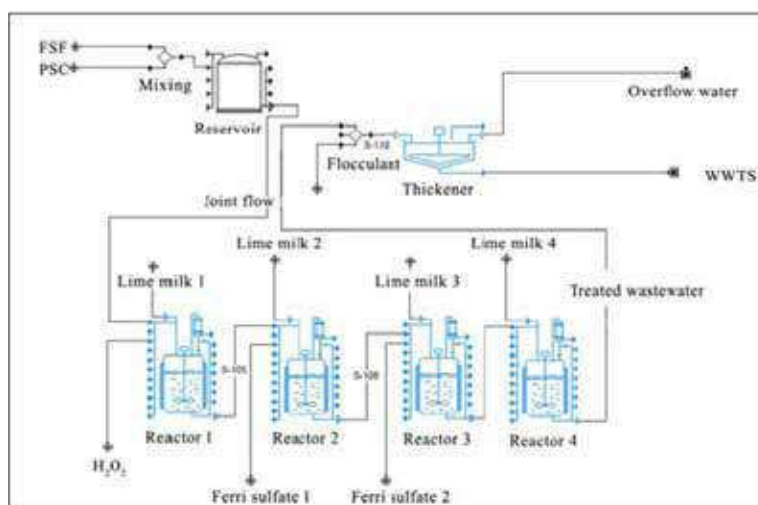 FSF
PSC
Mixing
Reservoir
Overflow water
S-110
Flocculant
Thickener
WWTS
Joint flow
Lime milk 1
Lime milk 2
Lime milk 3
Lime milk 4
Treated wastewater
S-105
Reactor 1
Reactor 2
Reactor 3
Reactor 4
H₂O₂
Ferri sulfate 1
Ferri sulfate 2